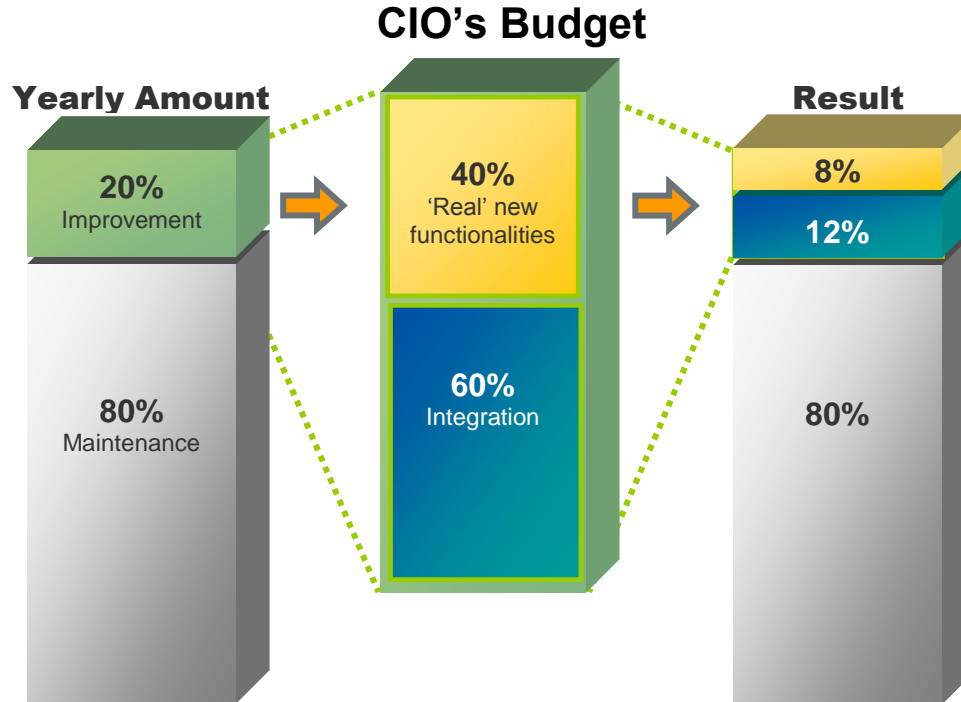 CIO’s Budget
Yearly Amount
20%
Improvement
80%
Maintenance
40%
‘Real’ new
functionalities
60%
Integration
Result
8%
12%
80%